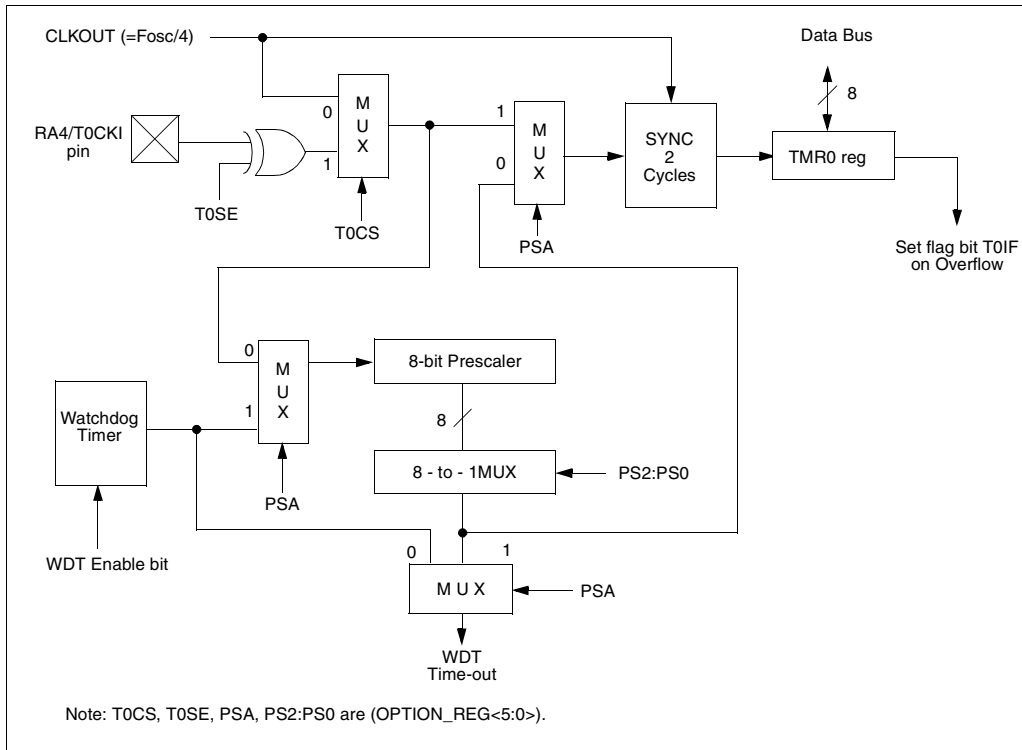 CLKOUT (=Fosc/4)
Data Bus
8
RA4/T0CKI
pin
T0SE
0
1
M
U
X
T0CS
1
0
M
U
X
PSA
SYNC
2
Cycles
TMR0 reg
Set flag bit T0IF
on Overflow
0
1
M
U
X
PSA
8-bit Prescaler
8
Watchdog
Timer
WDT Enable bit
8 - to - 1MUX
PS2:PS0
0
1
M U X
PSA
WDT
Time-out
Note: T0CS, T0SE, PSA, PS2:PS0 are (OPTION_REG<5:0>).